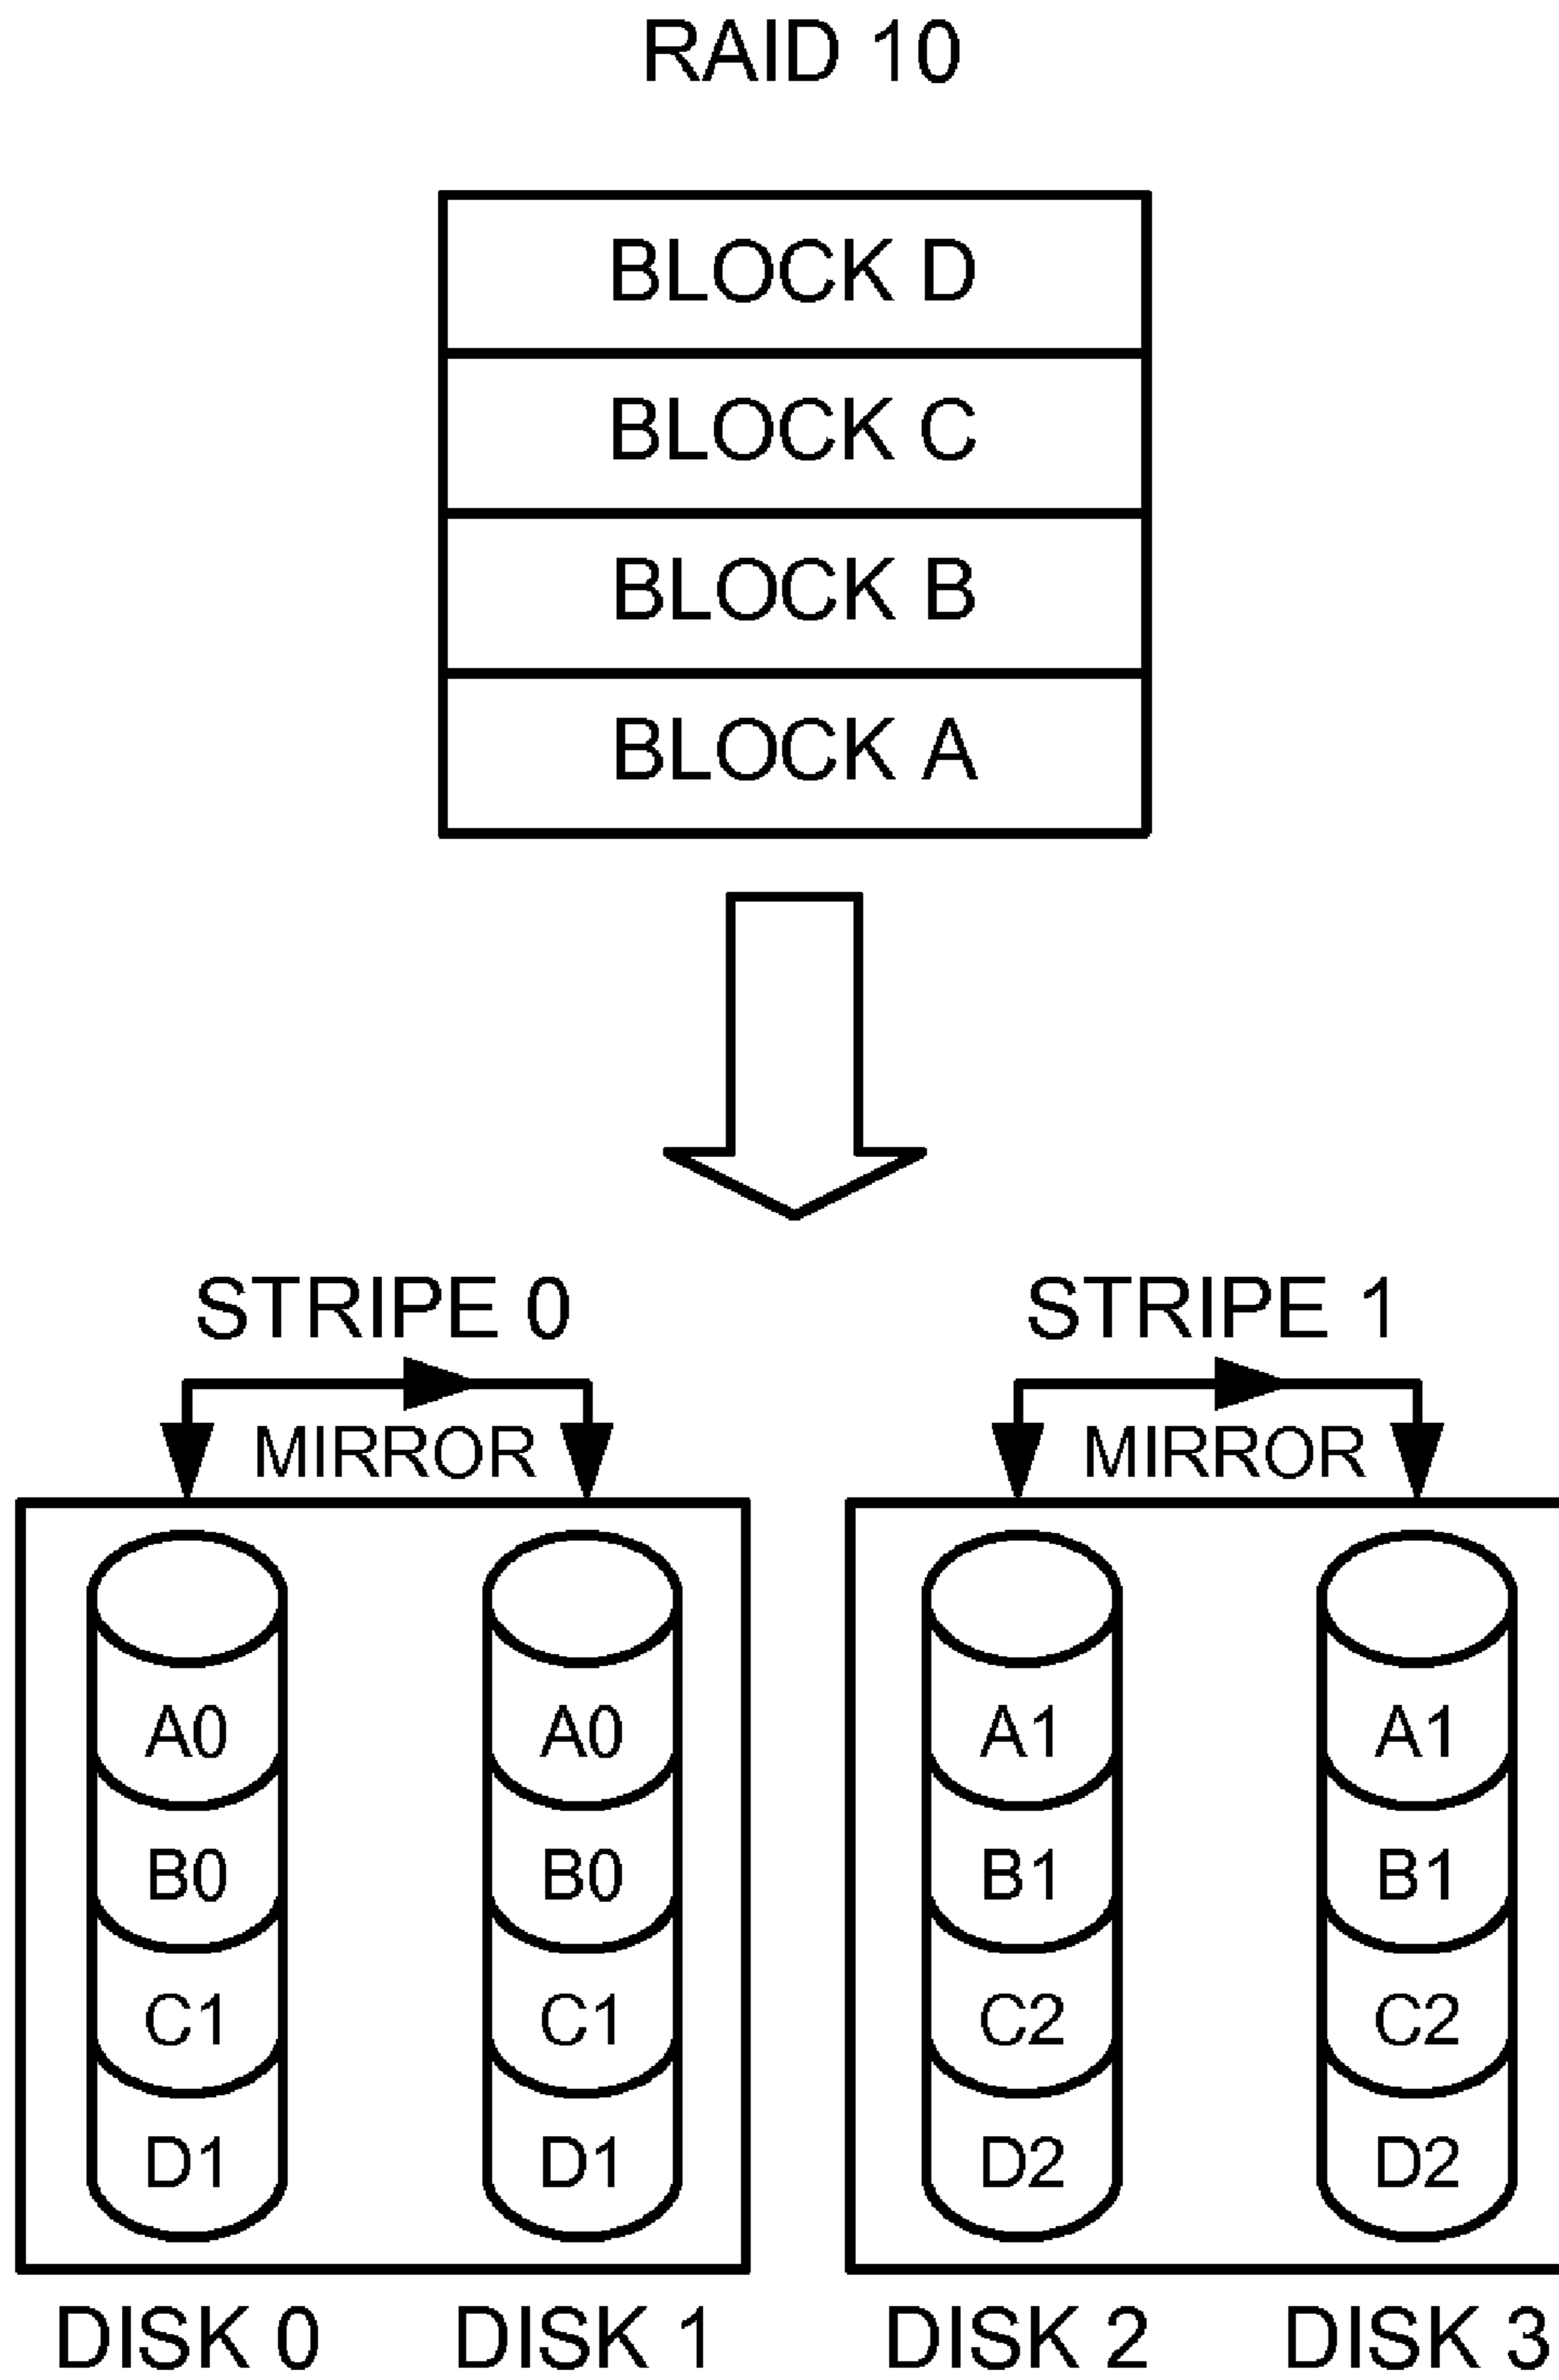 RAID 10
BLOCK D
BLOCK C
BLOCK B
BLOCK A
STRIPE 0 STRIPE 1
MIRROR MIRROR
A0 A0 A1 A1
B0 B0 B1 B1
C1 C1 C2 C2
D1 D1 D2 D2
DISK 0 DISK 1 DISK 2 DISK 3